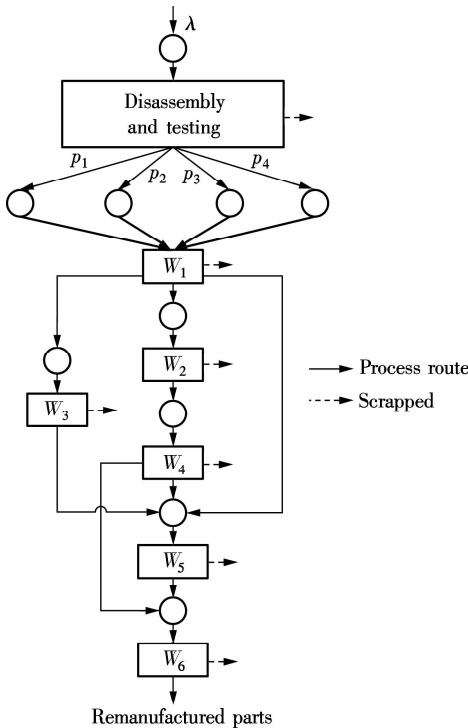 λ
Disassembly
and testing
p₁
p₂
p₃
p₄
W₁
W₂
W₃
W₄
W₅
W₆
Process route
Scrapped
Remanufactured parts